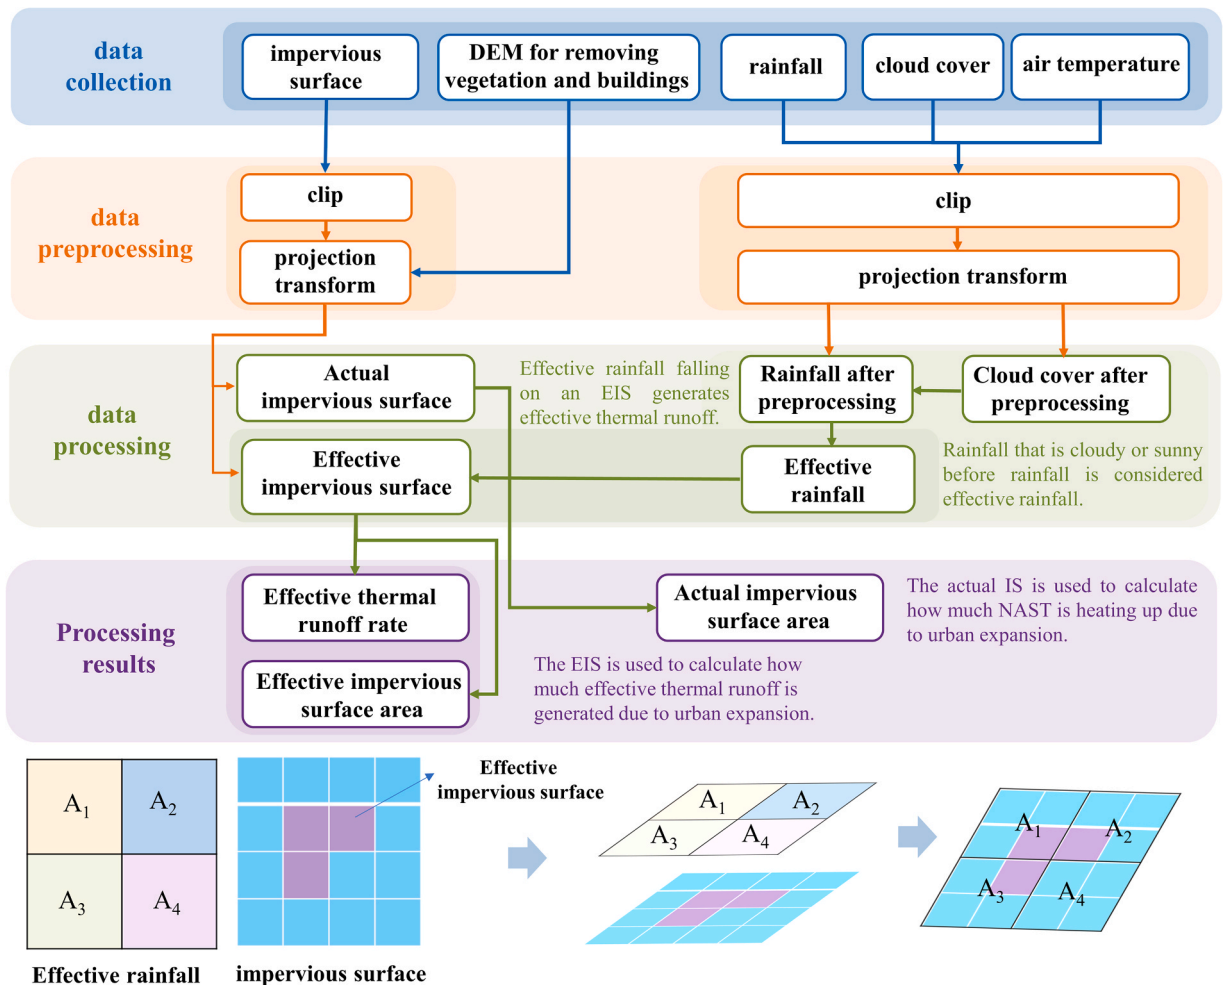 data
collection
impervious
surface
DEM for removing
vegetation and buildings
rainfall
cloud cover
air temperature
data
preprocessing
clip
projection
transform
clip
projection transform
data
processing
Actual
impervious surface
Effective rainfall falling
on an EIS generates
effective thermal runoff.
Rainfall after
preprocessing
Cloud cover after
preprocessing
Effective
impervious surface
Effective
rainfall
Rainfall that is cloudy or sunny
before rainfall is considered
effective rainfall.
Processing
results
Effective thermal
runoff rate
Actual impervious
surface area
The actual IS is used to calculate
how much NAST is heating up due
to urban expansion.
Effective impervious
surface area
The EIS is used to calculate how
much effective thermal runoff is
generated due to urban expansion.
A₁
A₂
A₃
A₄
Effective rainfall
Effective
impervious surface
impervious surface
A₁
A₂
A₃
A₄
A₁
A₂
A₃
A₄